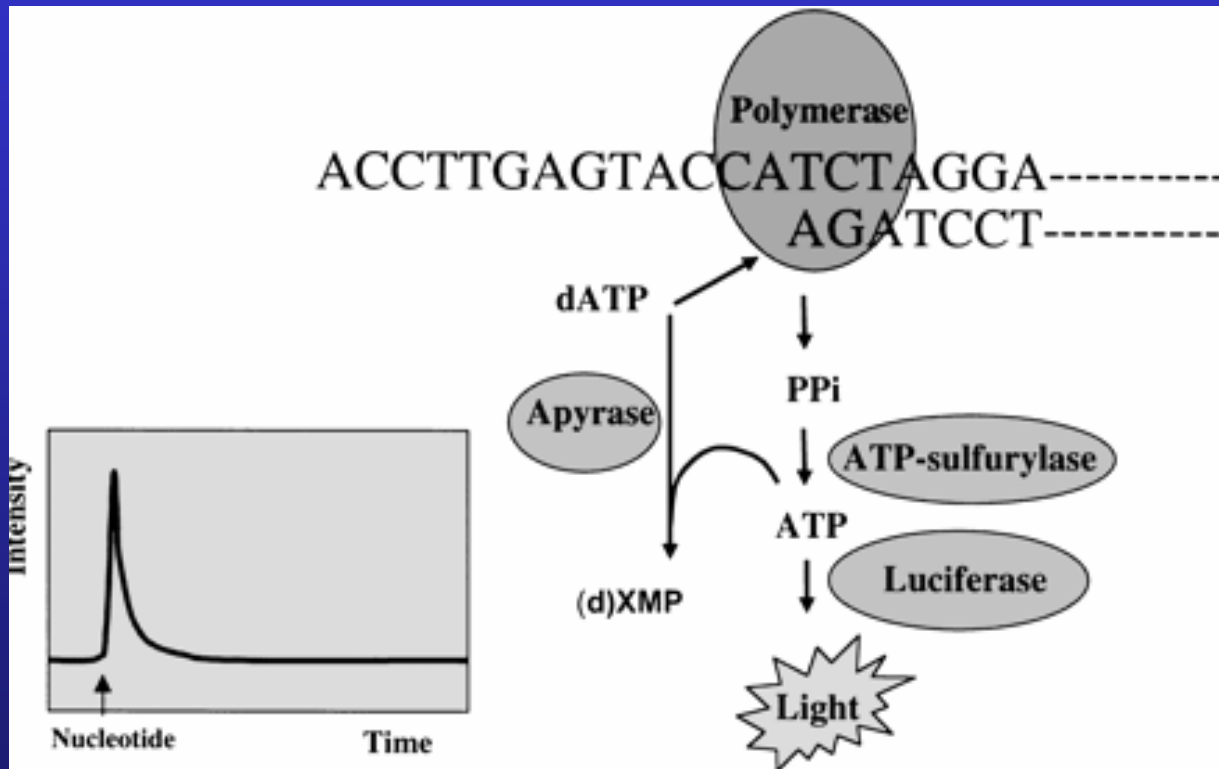 Polymerase
ACCTTGAGTACCATCTAGGA----------
AGATCCT----------
dATP
PPi
Apyrase
ATP-sulfurylase
ATP
Luciferase
(d)XMP
Light
Intensity
Nucleotide
Time